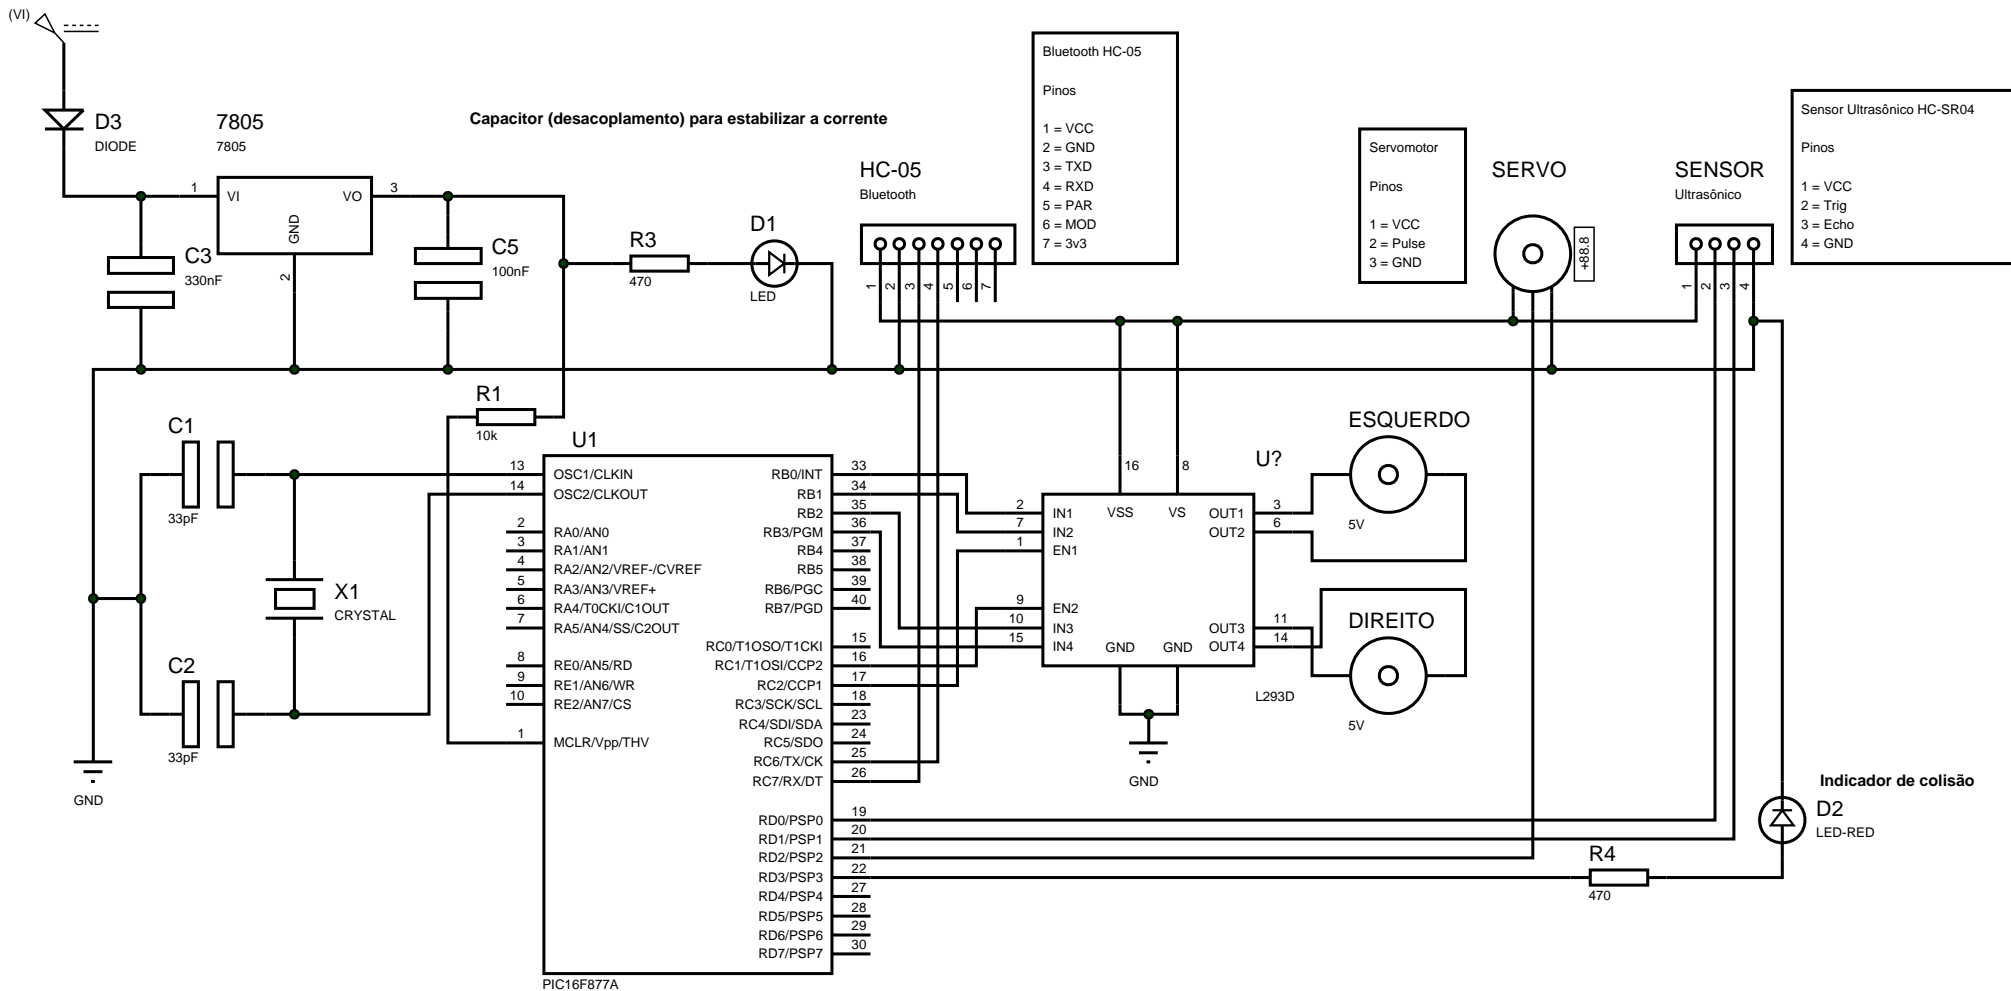 (VI)
D3
DIODE
7805
7805
1
VI
VO
3
GND
2
C3
330nF
C5
100nF
Capacitor (desacoplamento) para estabilizar a corrente
R3
470
D1
LED
HC-05
Bluetooth
1
2
3
4
5
6
7
Bluetooth HC-05
Pinos
1 = VCC
2 = GND
3 = TXD
4 = RXD
5 = PAR
6 = MOD
7 = 3v3
Servomotor
Pinos
1 = VCC
2 = Pulse
3 = GND
SERVO
+88.8
SENSOR
Ultrasônico
1
2
3
4
Sensor Ultrasônico HC-SR04
Pinos
1 = VCC
2 = Trig
3 = Echo
4 = GND
R1
10k
C1
33pF
C2
33pF
X1
CRYSTAL
GND
U1
13
OSC1/CLKIN
14
OSC2/CLKOUT
2
RA0/AN0
3
RA1/AN1
4
RA2/AN2/VREF-/CVREF
5
RA3/AN3/VREF+
6
RA4/T0CKI/C1OUT
7
RA5/AN4/SS/C2OUT
8
RE0/AN5/RD
9
RE1/AN6/WR
10
RE2/AN7/CS
1
MCLR/Vpp/THV
RB0/INT
33
RB1
34
RB2
35
RB3/PGM
36
RB4
37
RB5
38
RB6/PGC
39
RB7/PGD
40
RC0/T1OSO/T1CKI
15
RC1/T1OSI/CCP2
16
RC2/CCP1
17
RC3/SCK/SCL
18
RC4/SDI/SDA
23
RC5/SDO
24
RC6/TX/CK
25
RC7/RX/DT
26
RD0/PSP0
19
RD1/PSP1
20
RD2/PSP2
21
RD3/PSP3
22
RD4/PSP4
27
RD5/PSP5
28
RD6/PSP6
29
RD7/PSP7
30
PIC16F877A
U?
16
8
VSS
VS
2
IN1
7
IN2
1
EN1
9
EN2
10
IN3
15
IN4
OUT1
3
OUT2
6
OUT3
11
OUT4
14
GND
GND
L293D
GND
ESQUERDO
5V
DIREITO
5V
Indicador de colisão
D2
LED-RED
R4
470